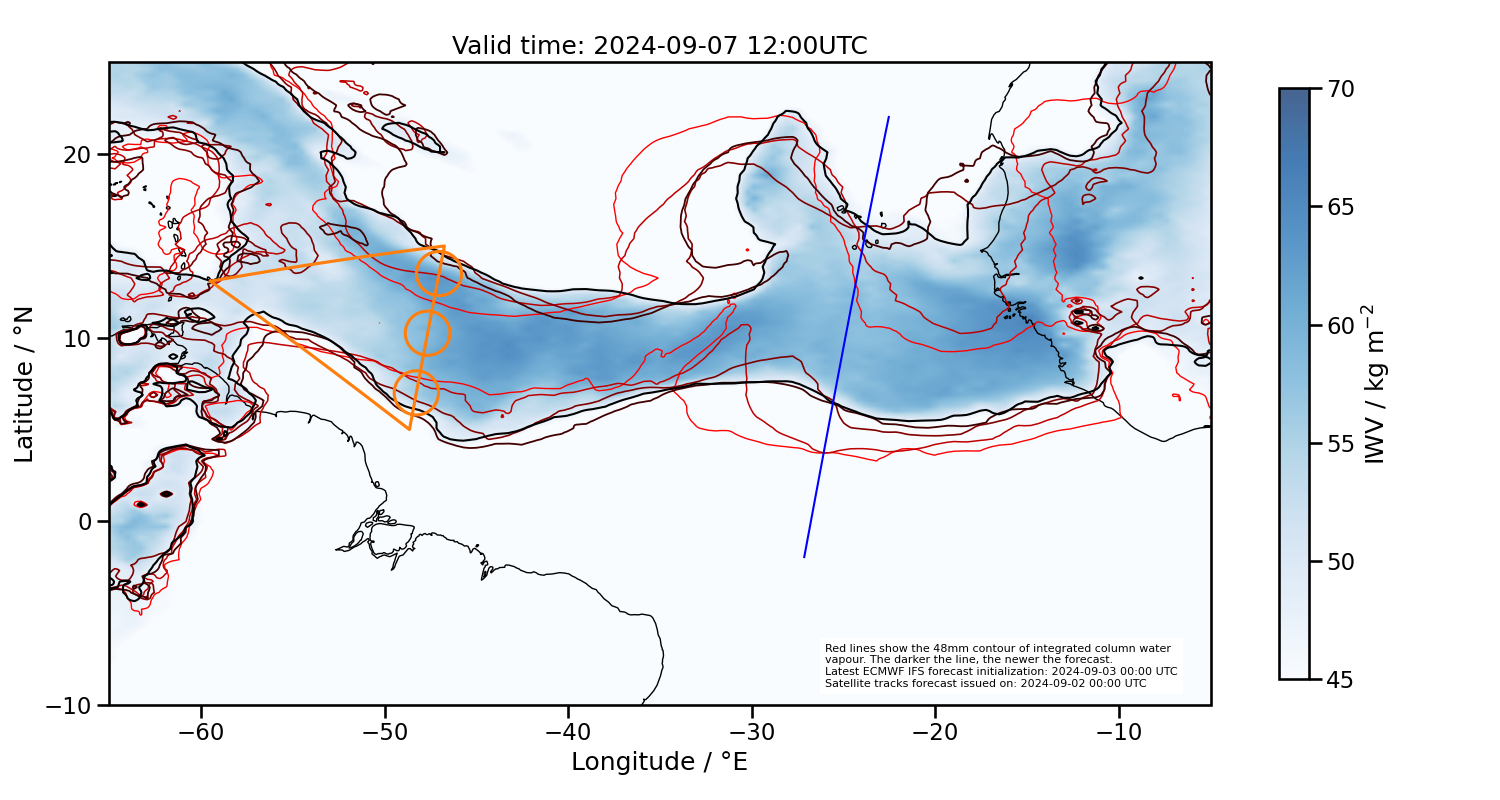 Valid time: 2024-09-07 12:00UTC
Latitude / °N
20
10
0
−10
−60
−50
−40
−30
−20
−10
Longitude / °E
Red lines show the 48mm contour of integrated column water
vapour. The darker the line, the newer the forecast.
Latest ECMWF IFS forecast initialization: 2024-09-03 00:00 UTC
Satellite tracks forecast issued on: 2024-09-02 00:00 UTC
70
65
60
55
50
45
IWV / kg m⁻²